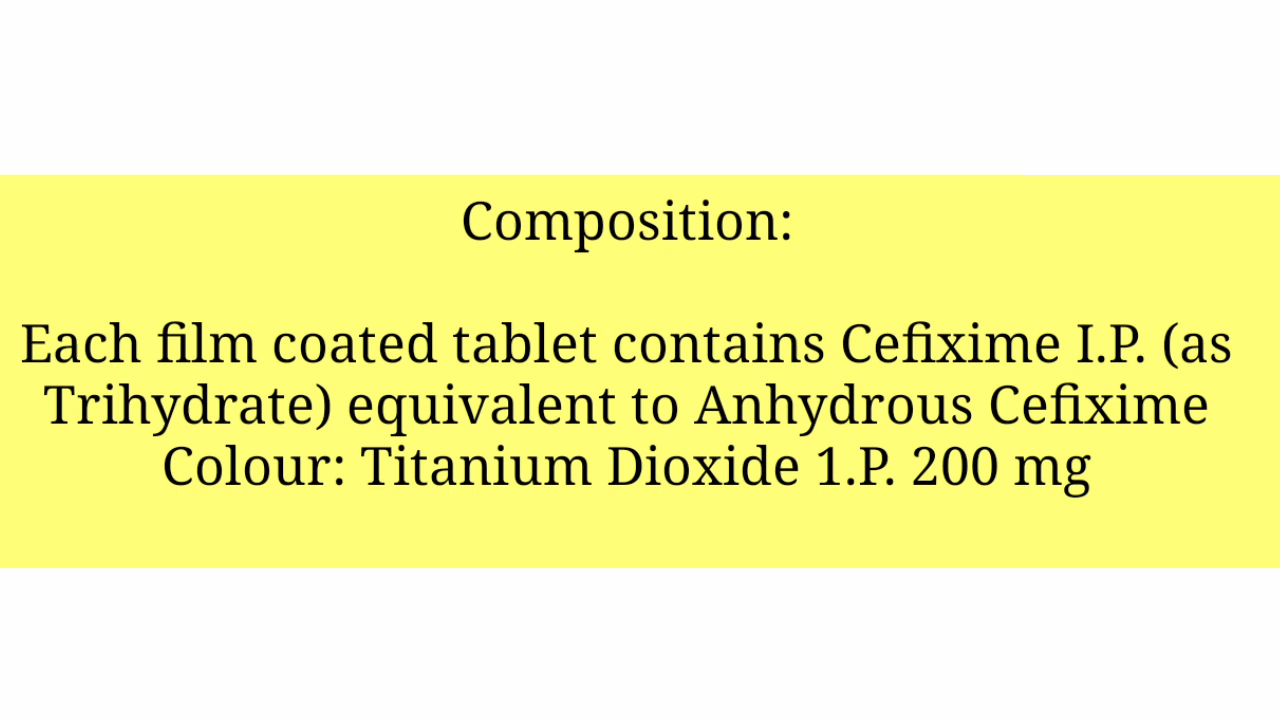 Composition:
Each film coated tablet contains Cefixime I.P. (as
Trihydrate) equivalent to Anhydrous Cefixime
Colour: Titanium Dioxide 1.P. 200 mg